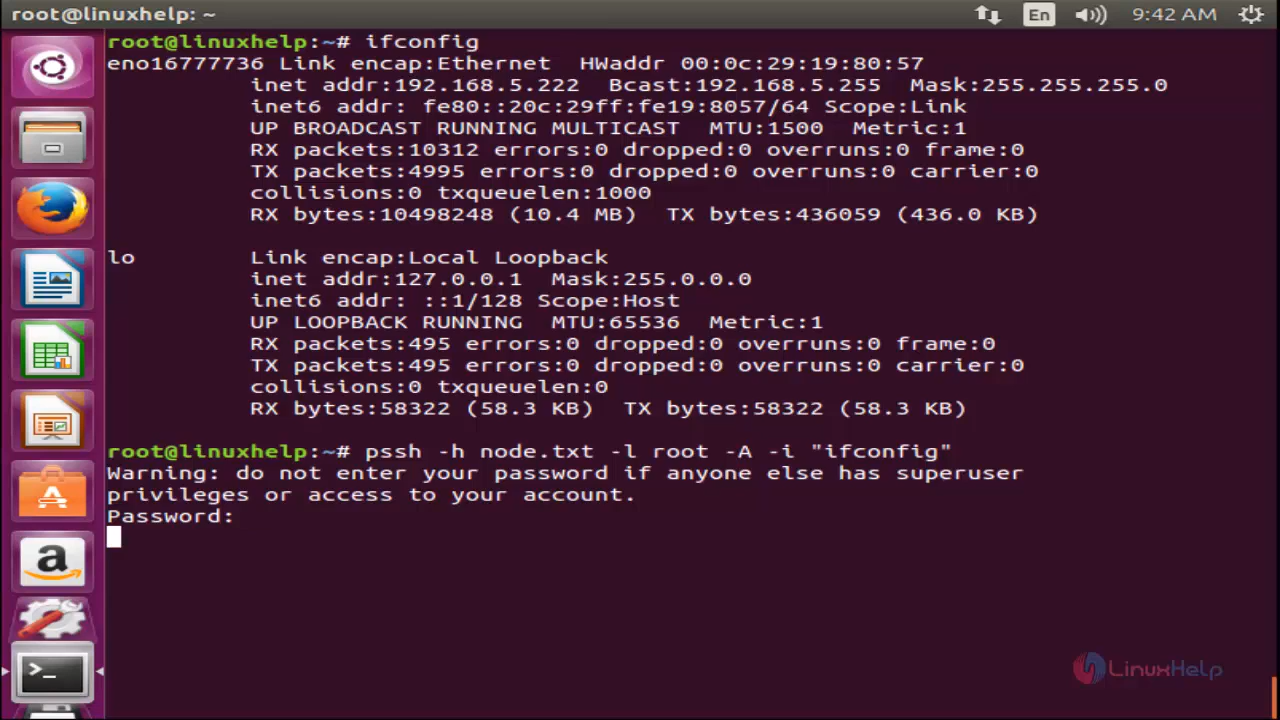 root@linuxhelp: ~
En
9:42 AM
root@linuxhelp:~# ifconfig
eno16777736 Link encap:Ethernet  HWaddr 00:0c:29:19:80:57
          inet addr:192.168.5.222  Bcast:192.168.5.255  Mask:255.255.255.0
          inet6 addr: fe80::20c:29ff:fe19:8057/64 Scope:Link
          UP BROADCAST RUNNING MULTICAST  MTU:1500  Metric:1
          RX packets:10312 errors:0 dropped:0 overruns:0 frame:0
          TX packets:4995 errors:0 dropped:0 overruns:0 carrier:0
          collisions:0 txqueuelen:1000
          RX bytes:10498248 (10.4 MB)  TX bytes:436059 (436.0 KB)
lo        Link encap:Local Loopback
          inet addr:127.0.0.1  Mask:255.0.0.0
          inet6 addr: ::1/128 Scope:Host
          UP LOOPBACK RUNNING  MTU:65536  Metric:1
          RX packets:495 errors:0 dropped:0 overruns:0 frame:0
          TX packets:495 errors:0 dropped:0 overruns:0 carrier:0
          collisions:0 txqueuelen:0
          RX bytes:58322 (58.3 KB)  TX bytes:58322 (58.3 KB)
root@linuxhelp:~# pssh -h node.txt -l root -A -i "ifconfig"
Warning: do not enter your password if anyone else has superuser
privileges or access to your account.
Password:
LinuxHelp